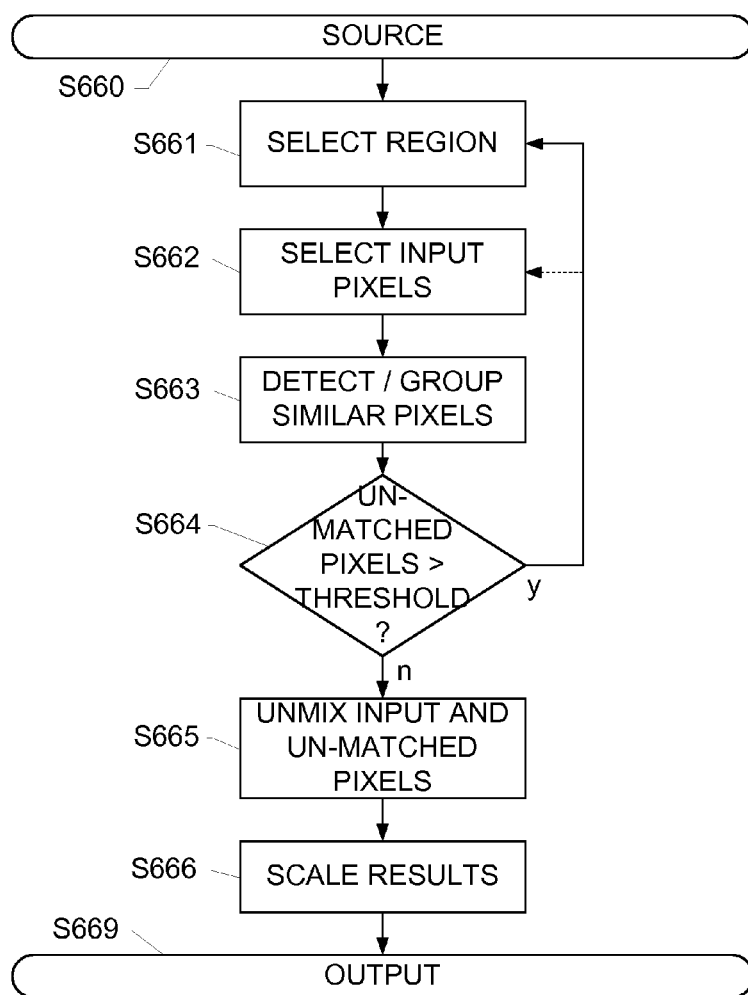 SOURCE
S660
S661
SELECT REGION
S662
SELECT INPUT
PIXELS
S663
DETECT / GROUP
SIMILAR PIXELS
S664
UN-
MATCHED
PIXELS >
THRESHOLD
?
y
n
S665
UNMIX INPUT AND
UN-MATCHED
PIXELS
S666
SCALE RESULTS
S669
OUTPUT